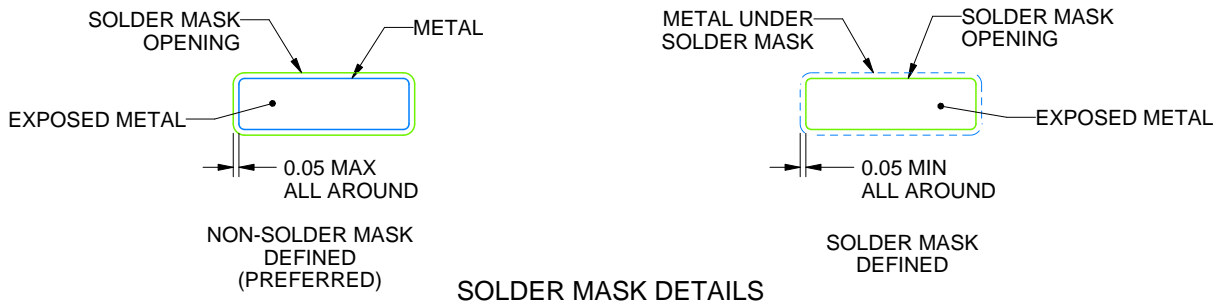 SOLDER MASK
OPENING
METAL
EXPOSED METAL
0.05 MAX
ALL AROUND
NON-SOLDER MASK
DEFINED
(PREFERRED)
METAL UNDER
SOLDER MASK
SOLDER MASK
OPENING
EXPOSED METAL
0.05 MIN
ALL AROUND
SOLDER MASK
DEFINED
SOLDER MASK DETAILS